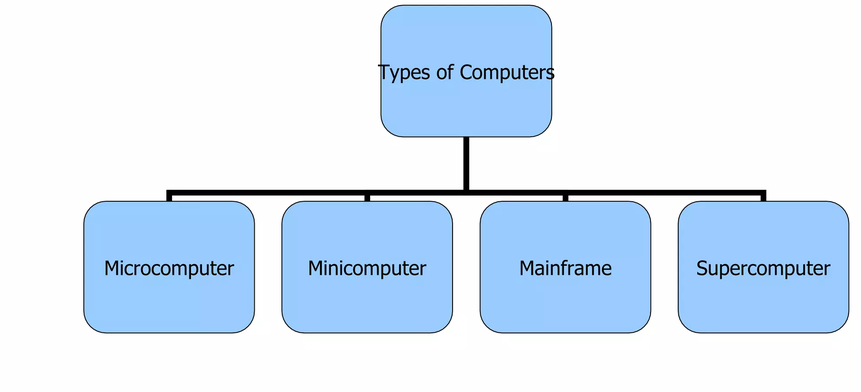 Types of Computers
Microcomputer
Minicomputer
Mainframe
Supercomputer